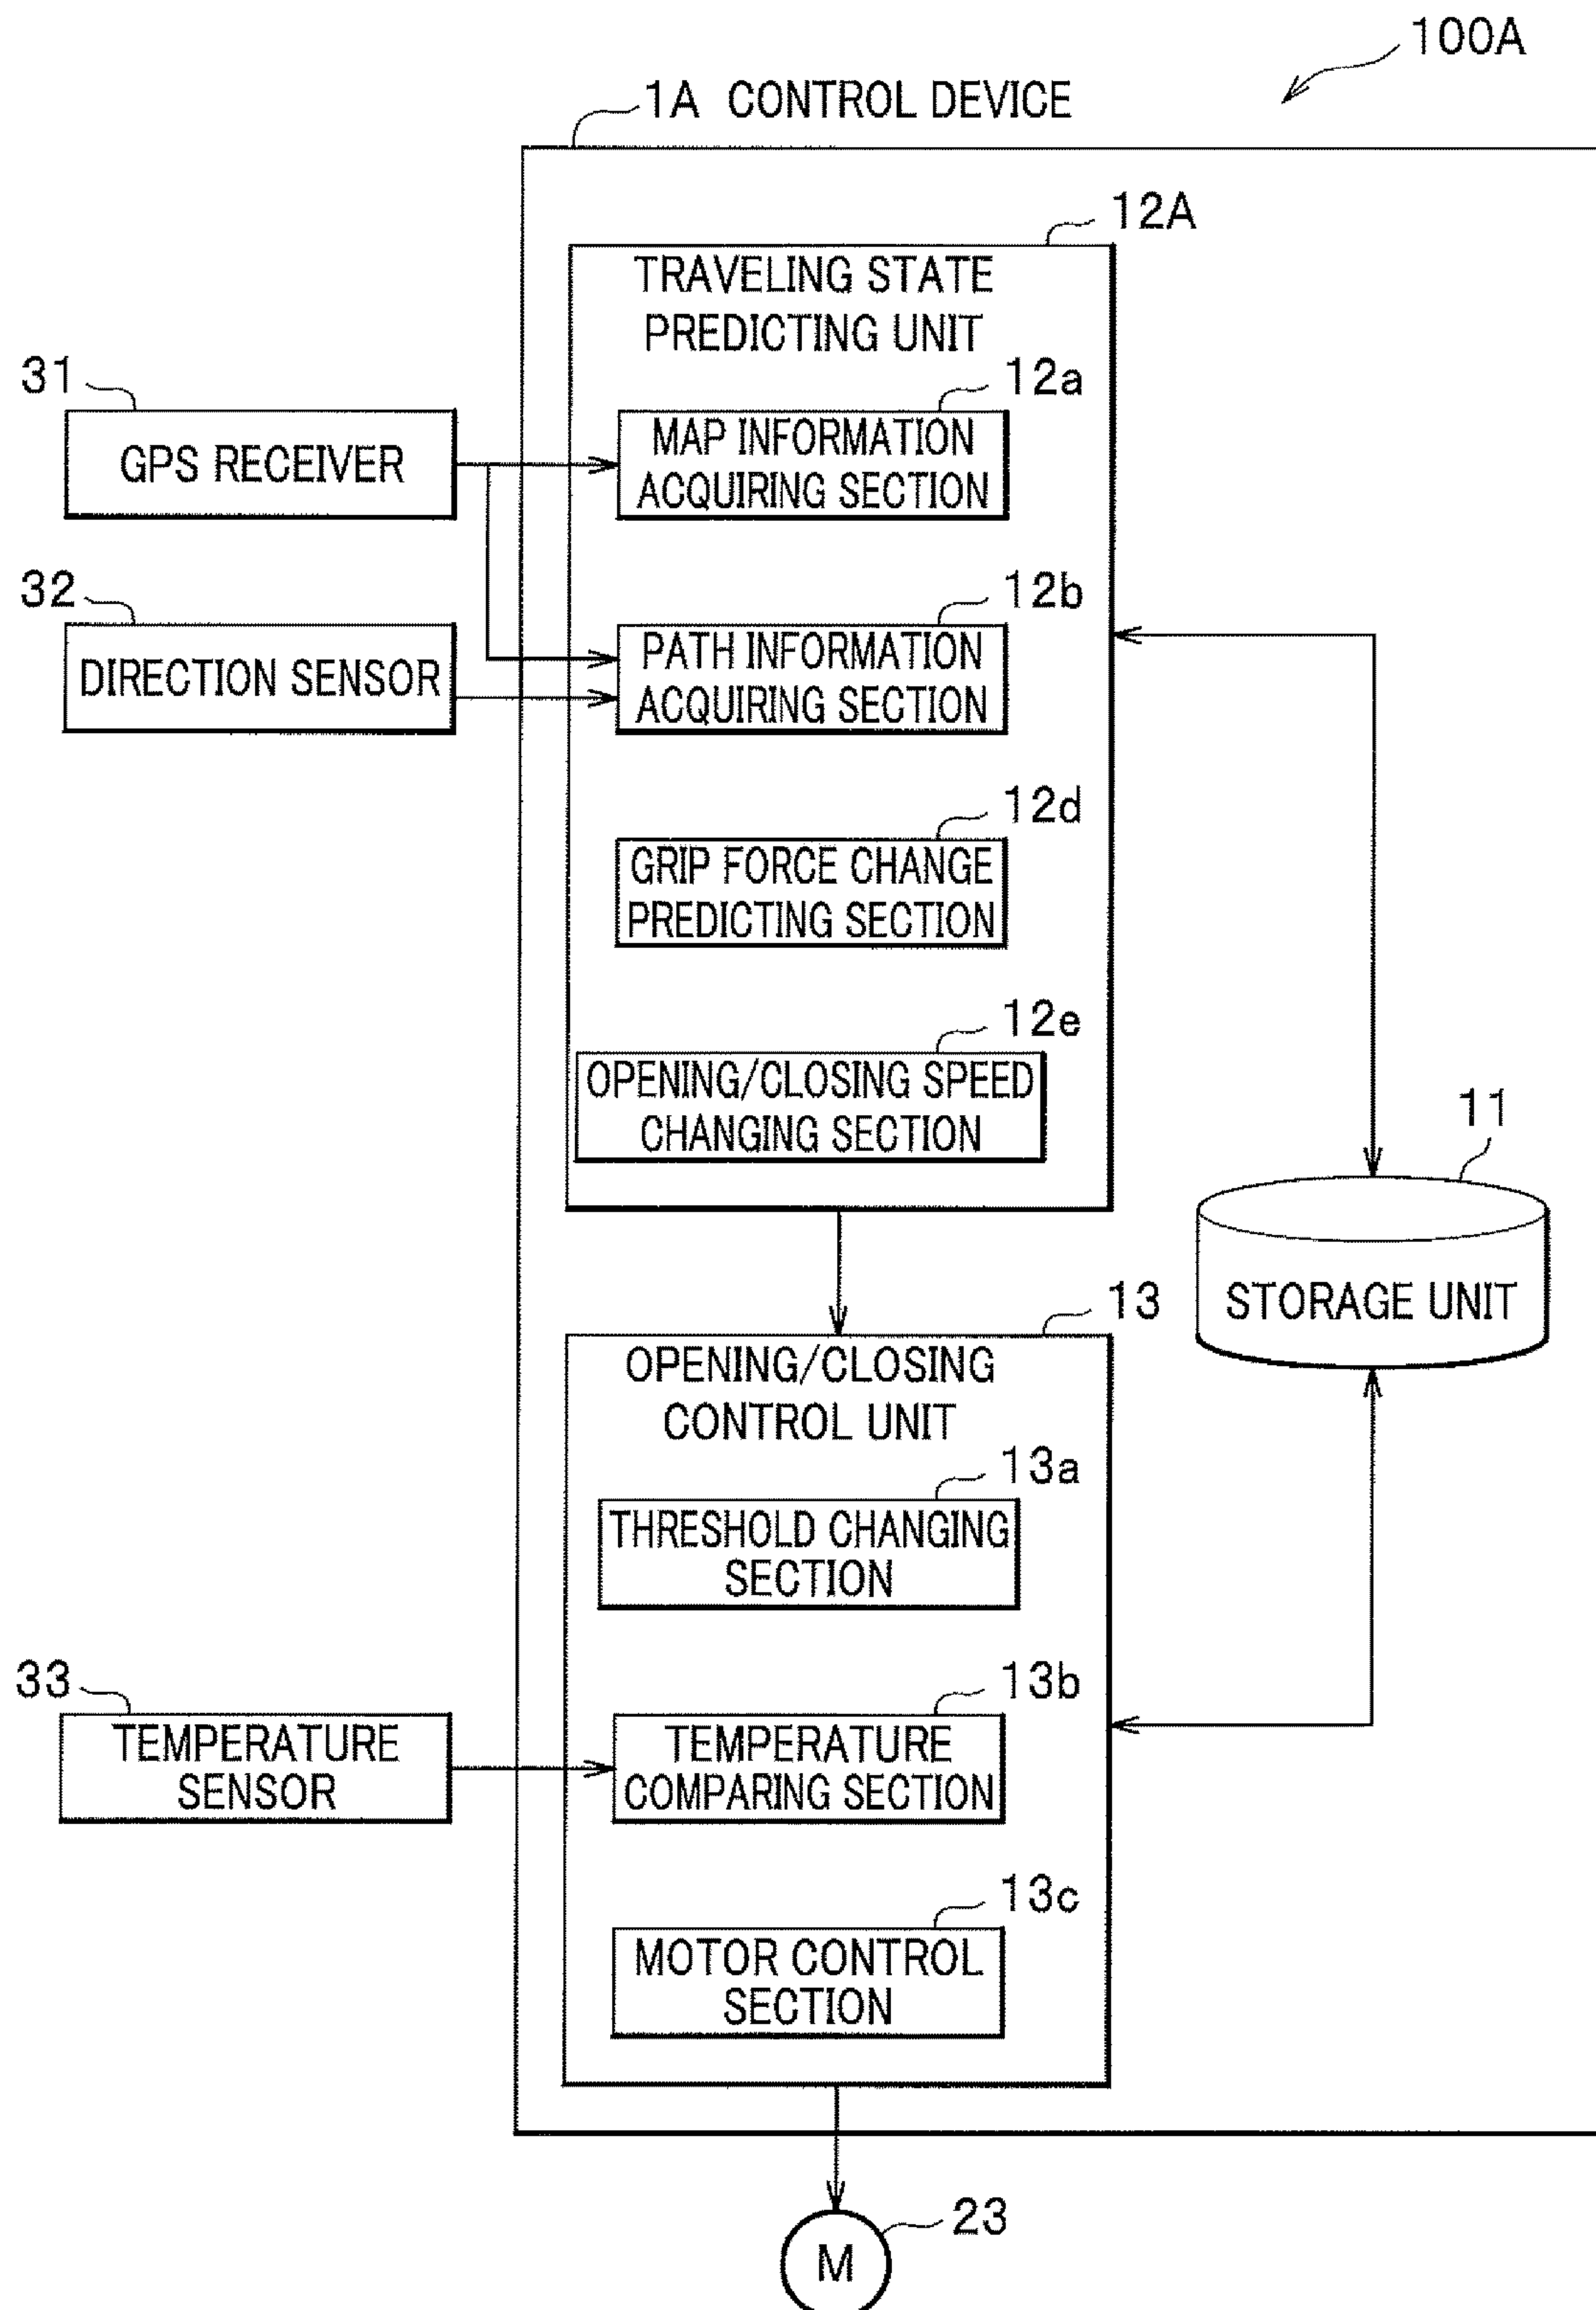 100A
1A CONTROL DEVICE
12A
TRAVELING STATE
PREDICTING UNIT
31
GPS RECEIVER
12a
MAP INFORMATION
ACQUIRING SECTION
32
DIRECTION SENSOR
12b
PATH INFORMATION
ACQUIRING SECTION
12d
GRIP FORCE CHANGE
PREDICTING SECTION
12e
OPENING/CLOSING SPEED
CHANGING SECTION
11
STORAGE UNIT
13
OPENING/CLOSING
CONTROL UNIT
13a
THRESHOLD CHANGING
SECTION
33
TEMPERATURE
SENSOR
13b
TEMPERATURE
COMPARING SECTION
13c
MOTOR CONTROL
SECTION
23
M